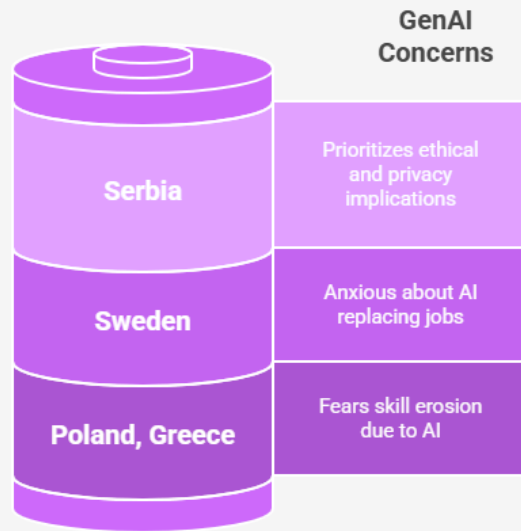 GenAI
Concerns
Serbia
Prioritizes ethical
and privacy
implications
Sweden
Anxious about AI
replacing jobs
Poland, Greece
Fears skill erosion
due to AI